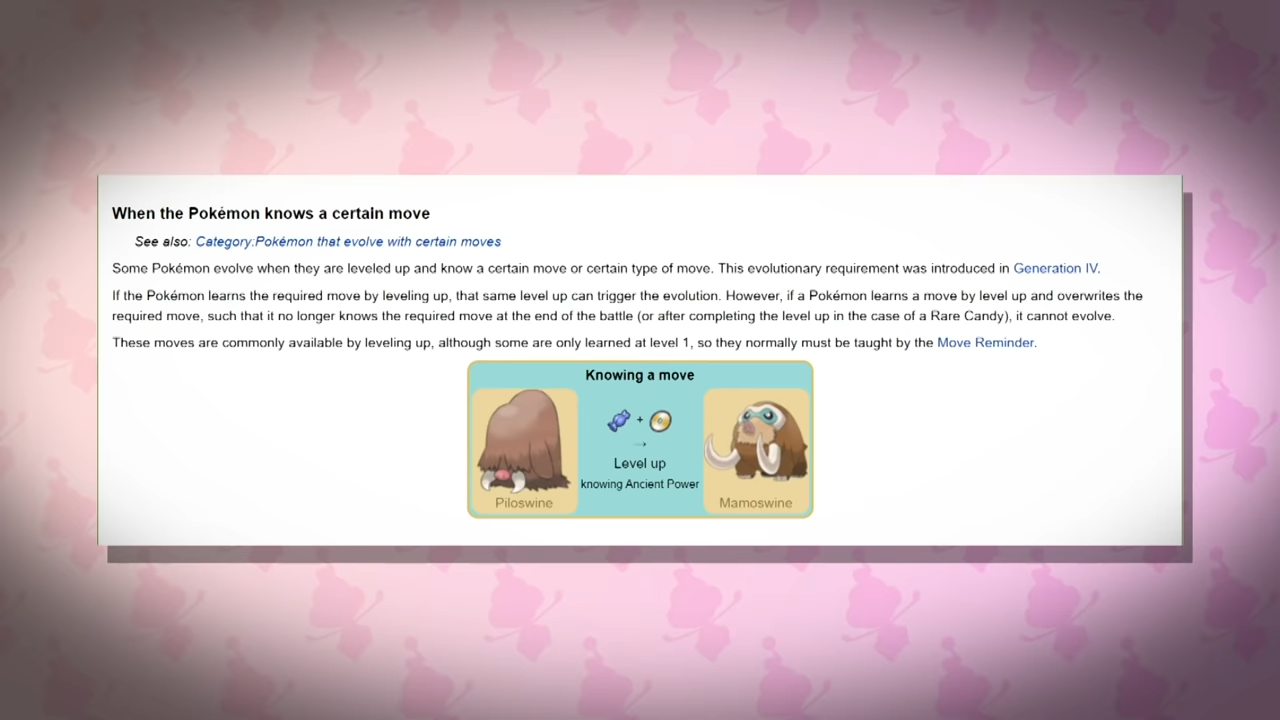 When the Pokémon knows a certain move
See also: Category:Pokémon that evolve with certain moves
Some Pokémon evolve when they are leveled up and know a certain move or certain type of move. This evolutionary requirement was introduced in Generation IV.
If the Pokémon learns the required move by leveling up, that same level up can trigger the evolution. However, if a Pokémon learns a move by level up and overwrites the
required move, such that it no longer knows the required move at the end of the battle (or after completing the level up in the case of a Rare Candy), it cannot evolve.
These moves are commonly available by leveling up, although some are only learned at level 1, so they normally must be taught by the Move Reminder.
Knowing a move
+
→
Level up
knowing Ancient Power
Piloswine
Mamoswine